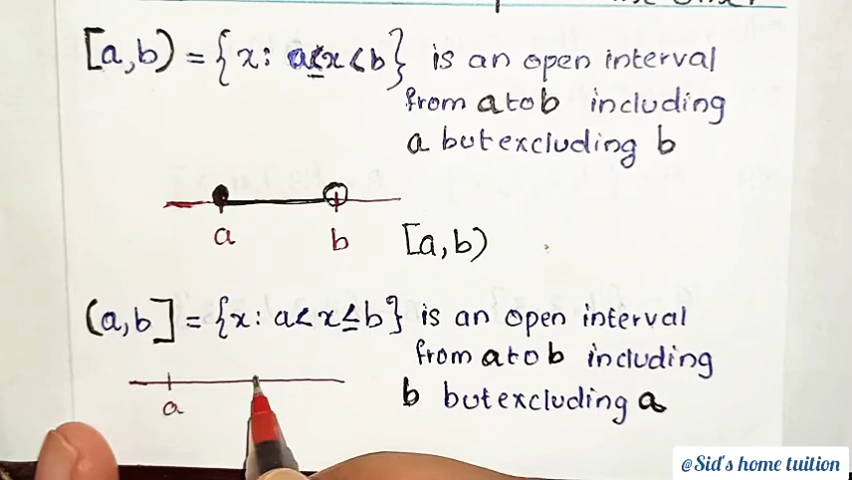 [a,b) = {x: a≤x<b} is an open interval
from a to b including
a but excluding b
a b [a,b)
(a,b] = {x: a<x≤b} is an open interval
from a to b including
b but excluding a
a
@Sid's home tuition